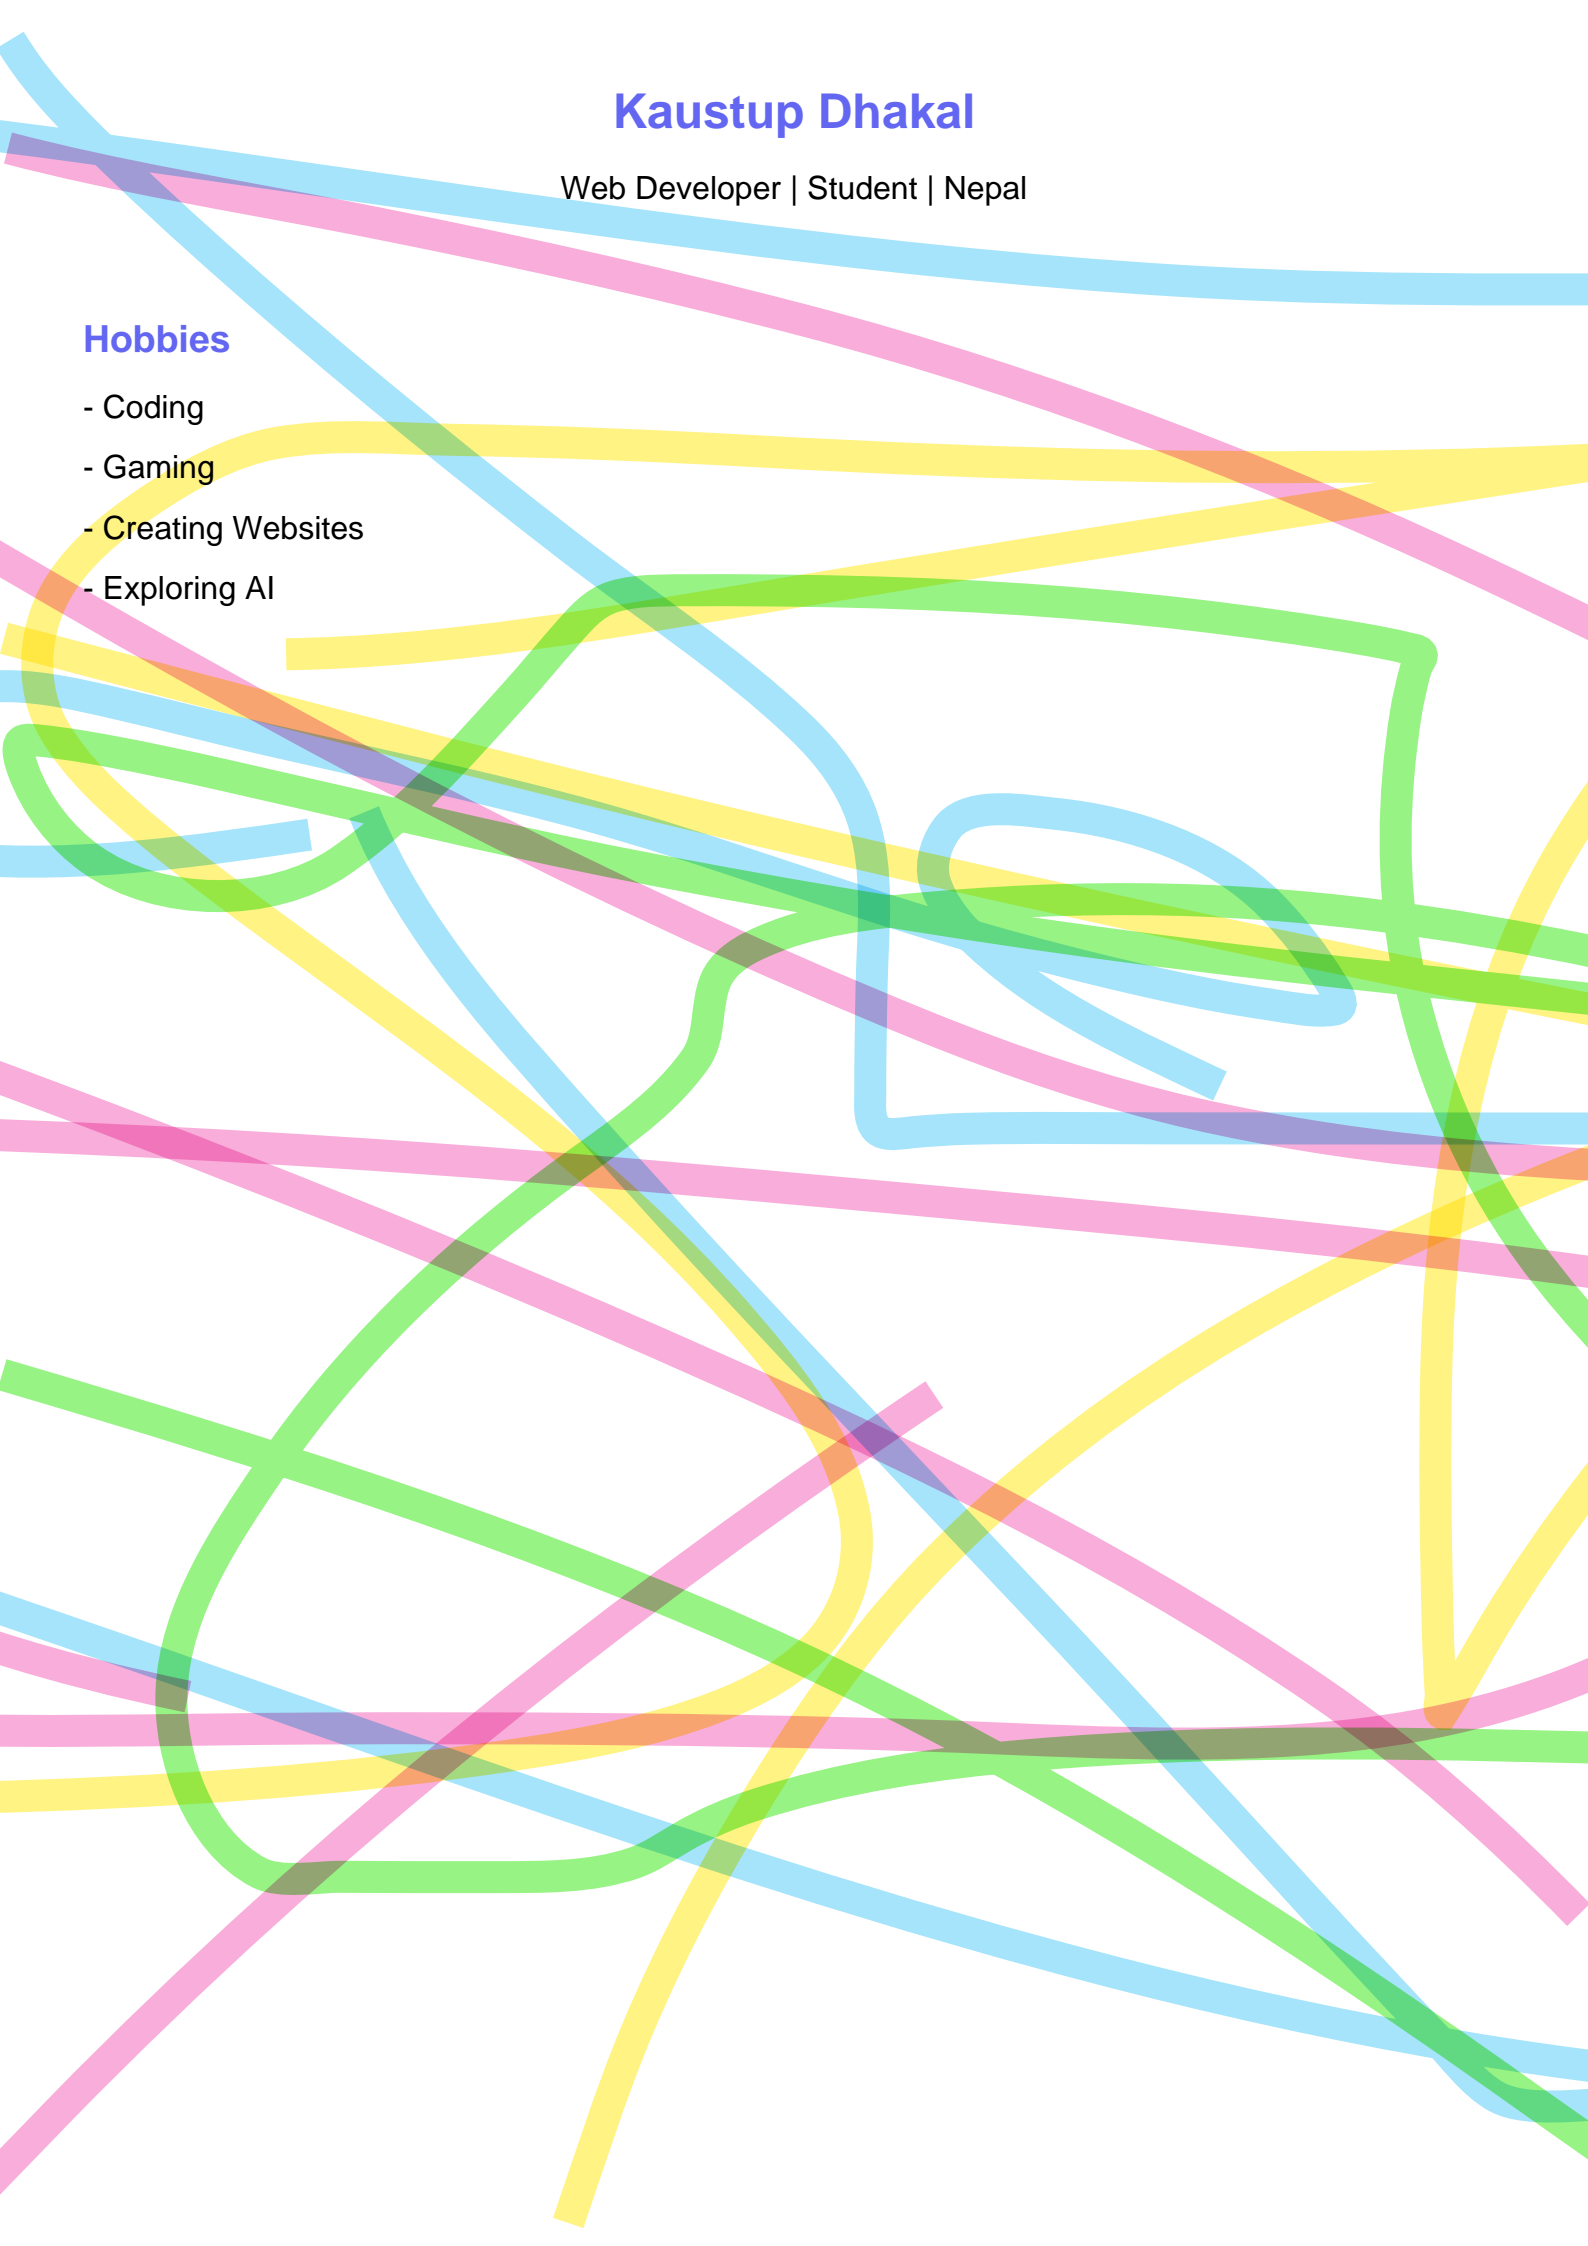 Kaustup Dhakal
Web Developer | Student | Nepal
Hobbies
- Coding
- Gaming
- Creating Websites
- Exploring AI